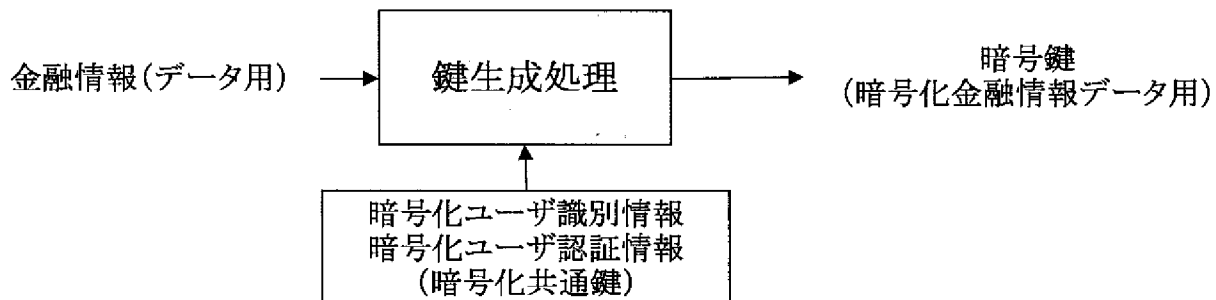 金融情報(データ用)
鍵生成処理
暗号鍵
(暗号化金融情報データ用)
暗号化ユーザ識別情報
暗号化ユーザ認証情報
(暗号化共通鍵)